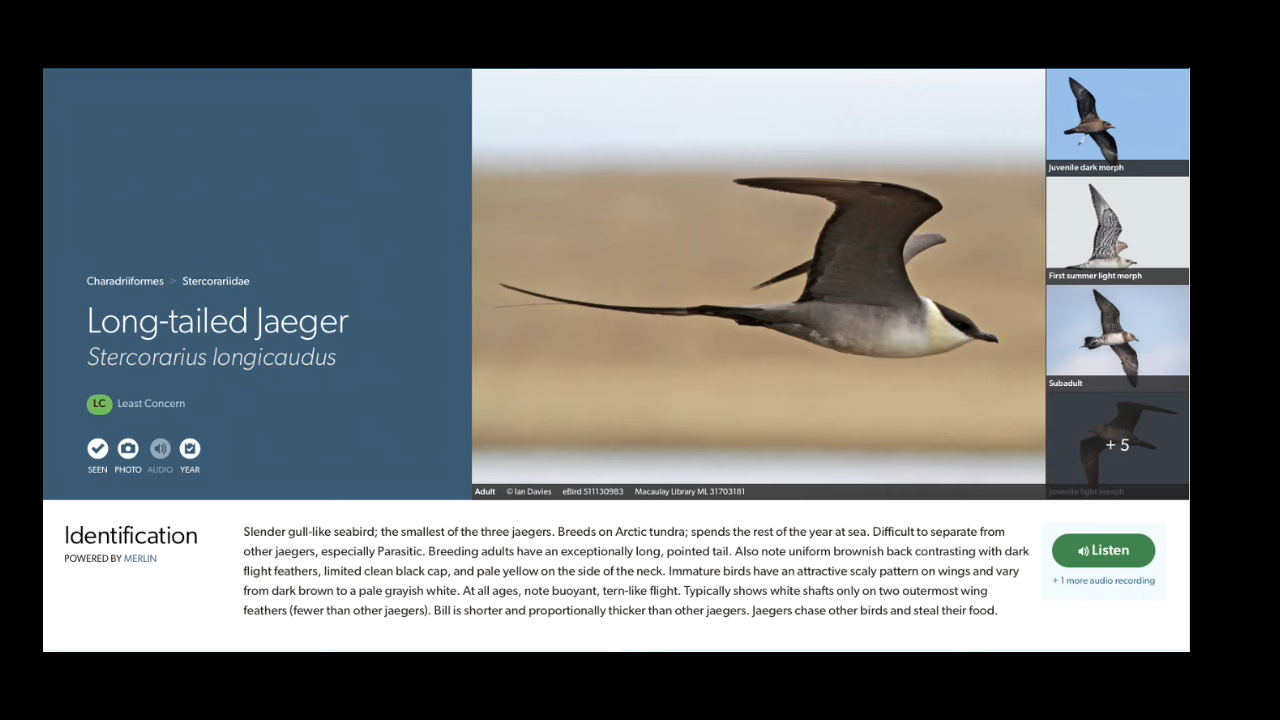 Charadriiformes > Stercorariidae
Long-tailed Jaeger
Stercorarius longicaudus
LC Least Concern
SEEN PHOTO AUDIO YEAR
Adult © Ian Davies eBird S11130983 Macaulay Library ML 31703181
Juvenile dark morph
First summer light morph
Subadult
+ 5
Juvenile light morph
Identification
POWERED BY MERLIN
Slender gull-like seabird; the smallest of the three jaegers. Breeds on Arctic tundra; spends the rest of the year at sea. Difficult to separate from
other jaegers, especially Parasitic. Breeding adults have an exceptionally long, pointed tail. Also note uniform brownish back contrasting with dark
flight feathers, limited clean black cap, and pale yellow on the side of the neck. Immature birds have an attractive scaly pattern on wings and vary
from dark brown to a pale grayish white. At all ages, note buoyant, tern-like flight. Typically shows white shafts only on two outermost wing
feathers (fewer than other jaegers). Bill is shorter and proportionally thicker than other jaegers. Jaegers chase other birds and steal their food.
Listen
+ 1 more audio recording